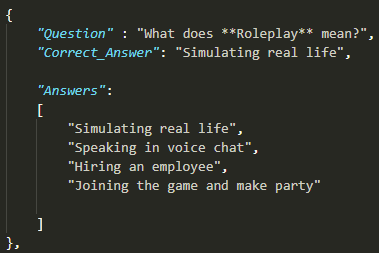 {
"Question" : "What does **Roleplay** mean?",
"Correct_Answer": "Simulating real life",
"Answers":
[
"Simulating real life",
"Speaking in voice chat",
"Hiring an employee",
"Joining the game and make party"
]
},